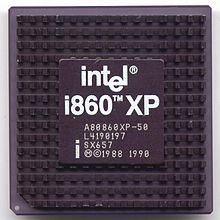 intel®
i860™ XP
A80860XP-50
L4190197
SX657
i Ⓜ©1988 1990